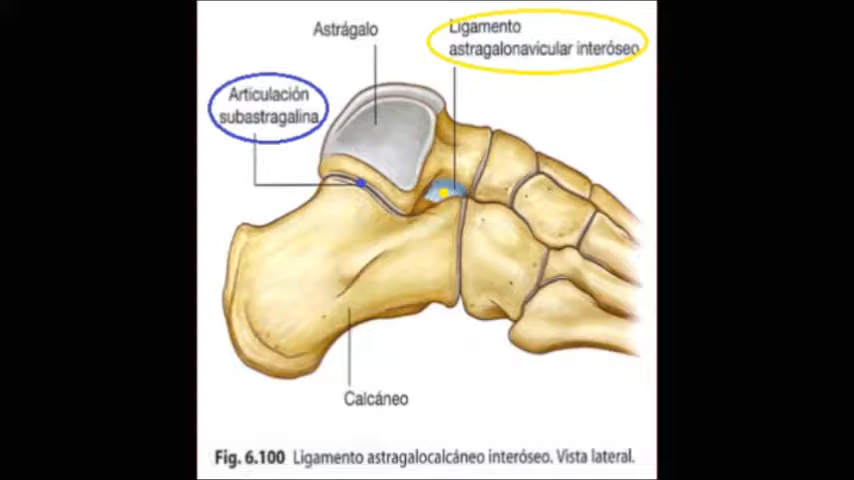 Astrágalo
Ligamento
astragalonavicular interóseo
Articulación
subastragalina
Calcáneo
Fig. 6.100 Ligamento astragalocalcáneo interóseo. Vista lateral.